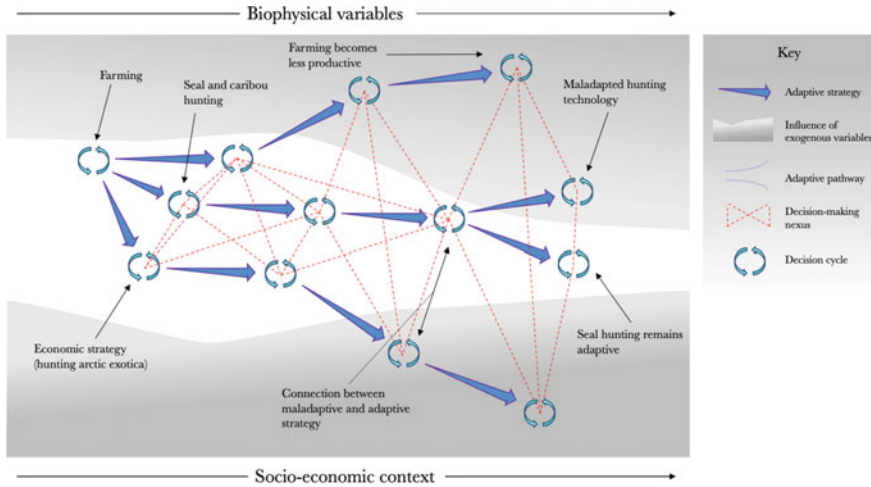 Biophysical variables
Farming
Seal and caribou
hunting
Farming becomes
less productive
Maladapted hunting
technology
Economic strategy
(hunting arctic exotica)
Connection between
maladaptive and adaptive
strategy
Seal hunting remains
adaptive
Socio-economic context
Key
Adaptive strategy
Influence of
exogenous variables
Adaptive pathway
Decision-making
nexus
Decision cycle